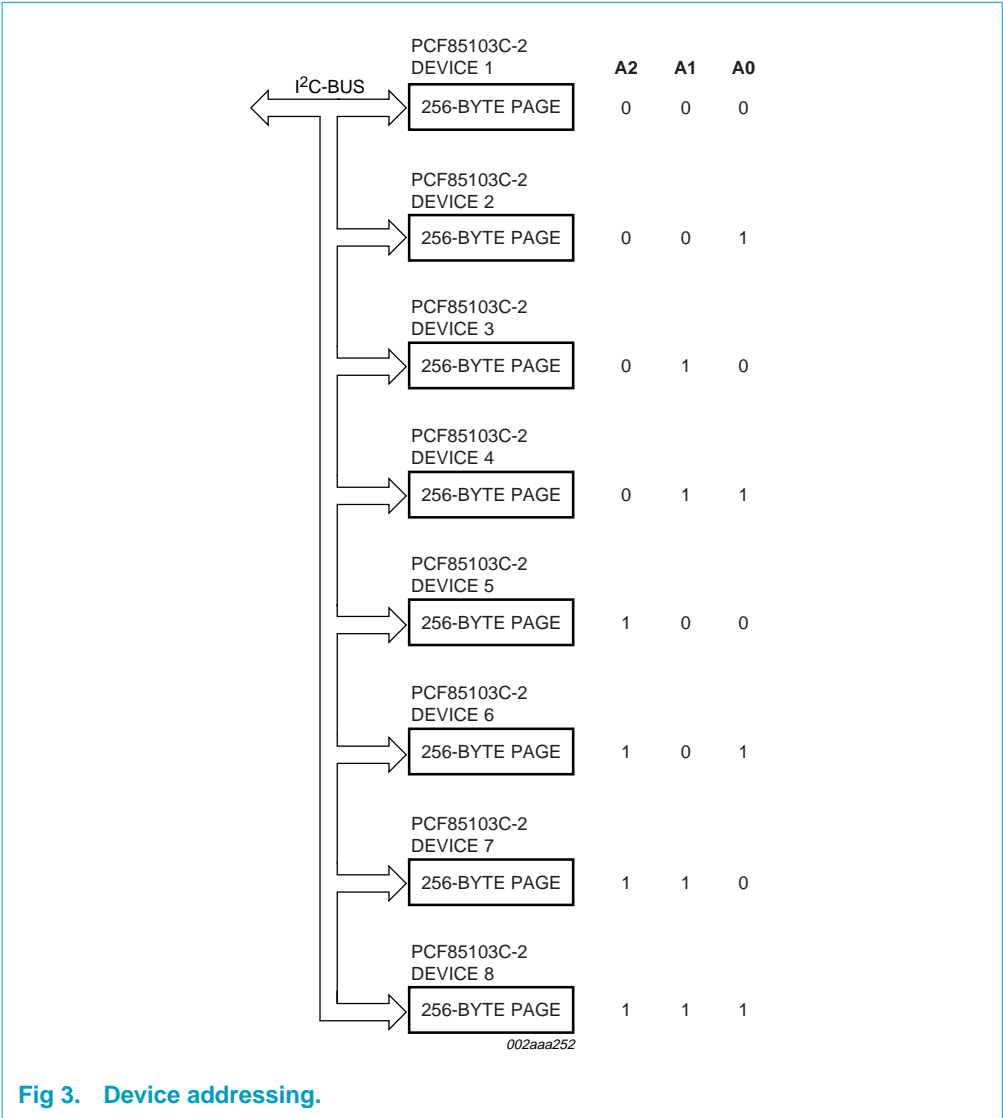 PCF85103C-2
DEVICE 1 A2 A1 A0
I2C-BUS
256-BYTE PAGE 0 0 0
PCF85103C-2
DEVICE 2
256-BYTE PAGE 0 0 1
PCF85103C-2
DEVICE 3
256-BYTE PAGE 0 1 0
PCF85103C-2
DEVICE 4
256-BYTE PAGE 0 1 1
PCF85103C-2
DEVICE 5
256-BYTE PAGE 1 0 0
PCF85103C-2
DEVICE 6
256-BYTE PAGE 1 0 1
PCF85103C-2
DEVICE 7
256-BYTE PAGE 1 1 0
PCF85103C-2
DEVICE 8
256-BYTE PAGE 1 1 1
002aaa252
Fig 3. Device addressing.